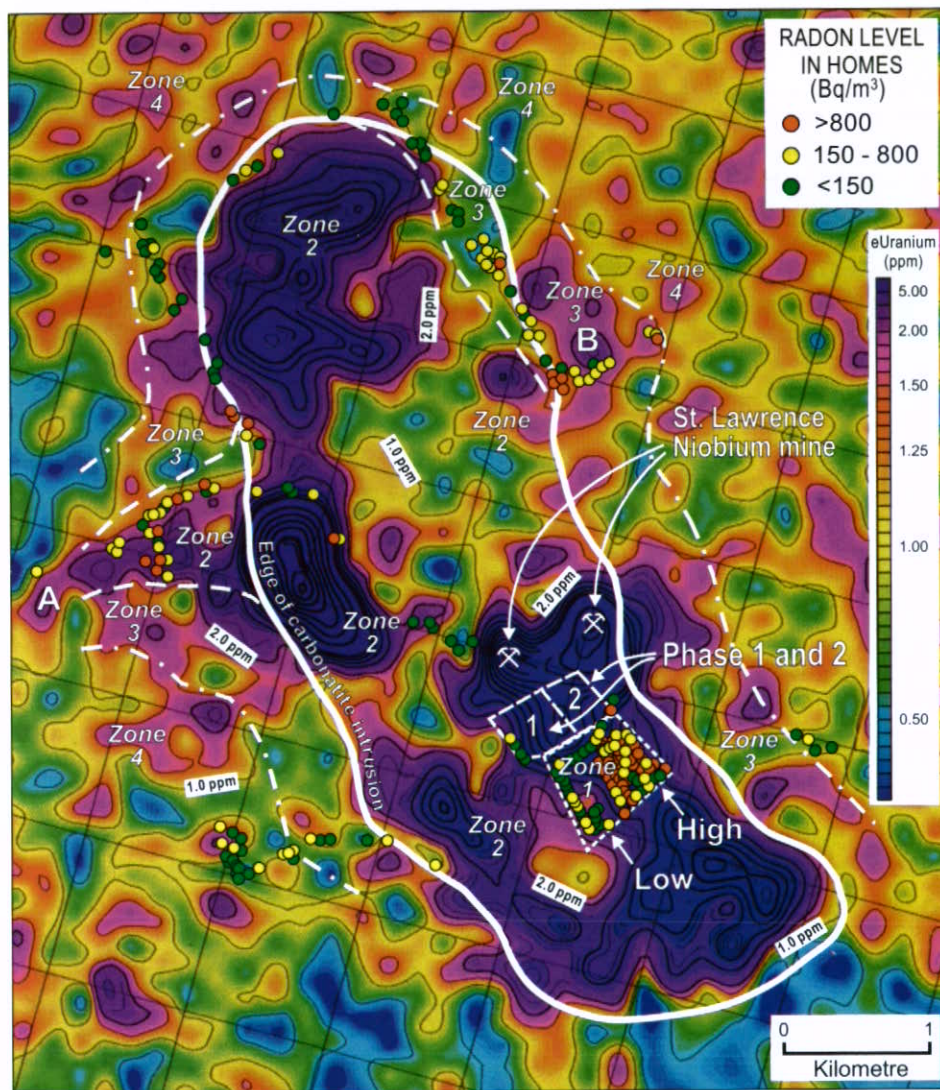 RADON LEVEL
IN HOMES
(Bq/m³)
>800
150 - 800
<150
eUranium
(ppm)
5.00
2.00
1.50
1.25
1.00
0.50
Zone
4
Zone
4
Zone
2
Zone
3
Zone
3
Zone
4
B
2.0 ppm
Zone
2
St. Lawrence
Niobium mine
Zone
3
1.0 ppm
Zone
2
A
Zone
3
2.0 ppm
Edge of carbonatite intrusion
Zone
2
2.0 ppm
Phase 1 and 2
1
2
Zone
4
1.0 ppm
Zone
1
Zone
3
High
Low
Zone
2
2.0 ppm
1.0 ppm
0
1
Kilometre